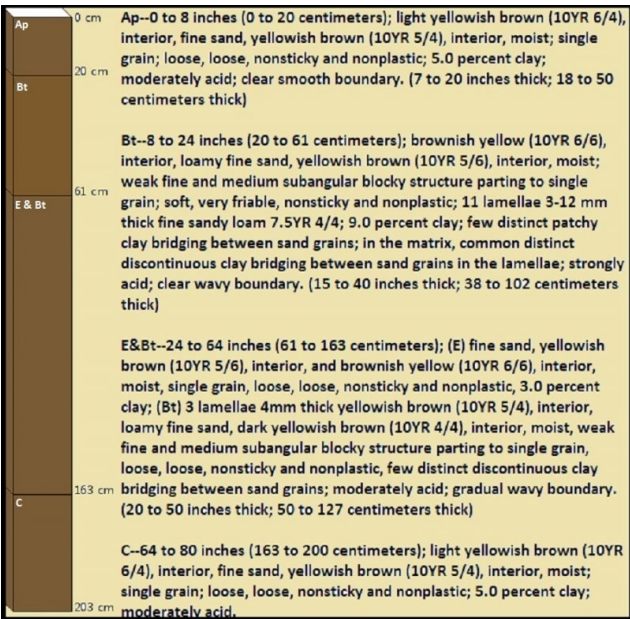 Ap
0 cm
20 cm
Bt
61 cm
E & Bt
163 cm
C
203 cm
Ap--0 to 8 inches (0 to 20 centimeters); light yellowish brown (10YR 6/4),
interior, fine sand, yellowish brown (10YR 5/4), interior, moist; single
grain; loose, loose, nonsticky and nonplastic; 5.0 percent clay;
moderately acid; clear smooth boundary. (7 to 20 inches thick; 18 to 50
centimeters thick)
Bt--8 to 24 inches (20 to 61 centimeters); brownish yellow (10YR 6/6),
interior, loamy fine sand, yellowish brown (10YR 5/6), interior, moist;
weak fine and medium subangular blocky structure parting to single
grain; soft, very friable, nonsticky and nonplastic; 11 lamellae 3-12 mm
thick fine sandy loam 7.5YR 4/4; 9.0 percent clay; few distinct patchy
clay bridging between sand grains; in the matrix, common distinct
discontinuous clay bridging between sand grains in the lamellae; strongly
acid; clear wavy boundary. (15 to 40 inches thick; 38 to 102 centimeters
thick)
E&Bt--24 to 64 inches (61 to 163 centimeters); (E) fine sand, yellowish
brown (10YR 5/6), interior, and brownish yellow (10YR 6/6), interior,
moist, single grain, loose, loose, nonsticky and nonplastic, 3.0 percent
clay; (Bt) 3 lamellae 4mm thick yellowish brown (10YR 5/4), interior,
loamy fine sand, dark yellowish brown (10YR 4/4), interior, moist, weak
fine and medium subangular blocky structure parting to single grain,
loose, loose, nonsticky and nonplastic, few distinct discontinuous clay
bridging between sand grains; moderately acid; gradual wavy boundary.
(20 to 50 inches thick; 50 to 127 centimeters thick)
C--64 to 80 inches (163 to 200 centimeters); light yellowish brown (10YR
6/4), interior, fine sand, yellowish brown (10YR 5/4), interior, moist;
single grain; loose, loose, nonsticky and nonplastic; 5.0 percent clay;
moderately acid.